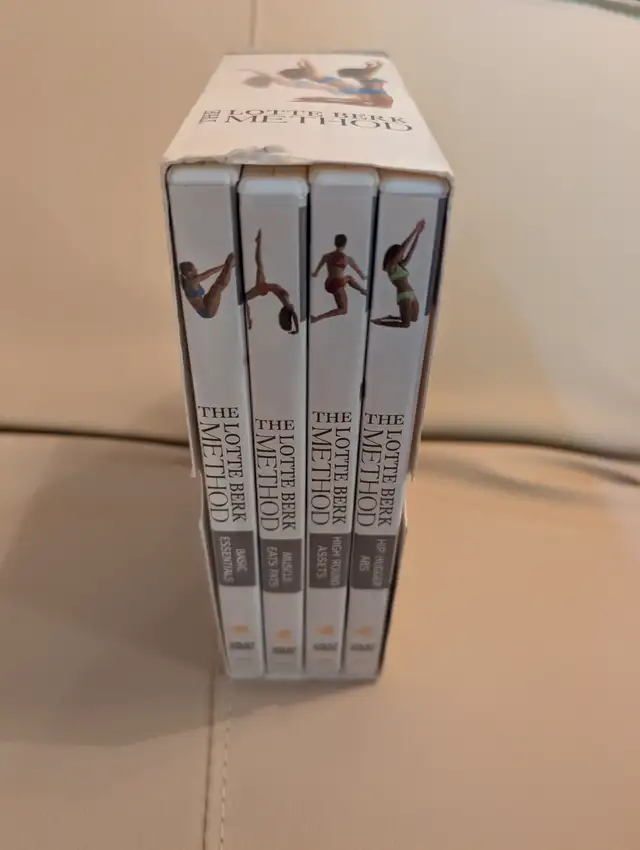 THE LOTTE BERK
METHOD
THE LOTTE BERK
METHOD
BASIC
ESSENTIALS
THE LOTTE BERK
METHOD
MUSCLE
EATS FATS
THE LOTTE BERK
METHOD
HIGH ROUND
ASSETS
THE LOTTE BERK
METHOD
HIP HUGGER
ABS